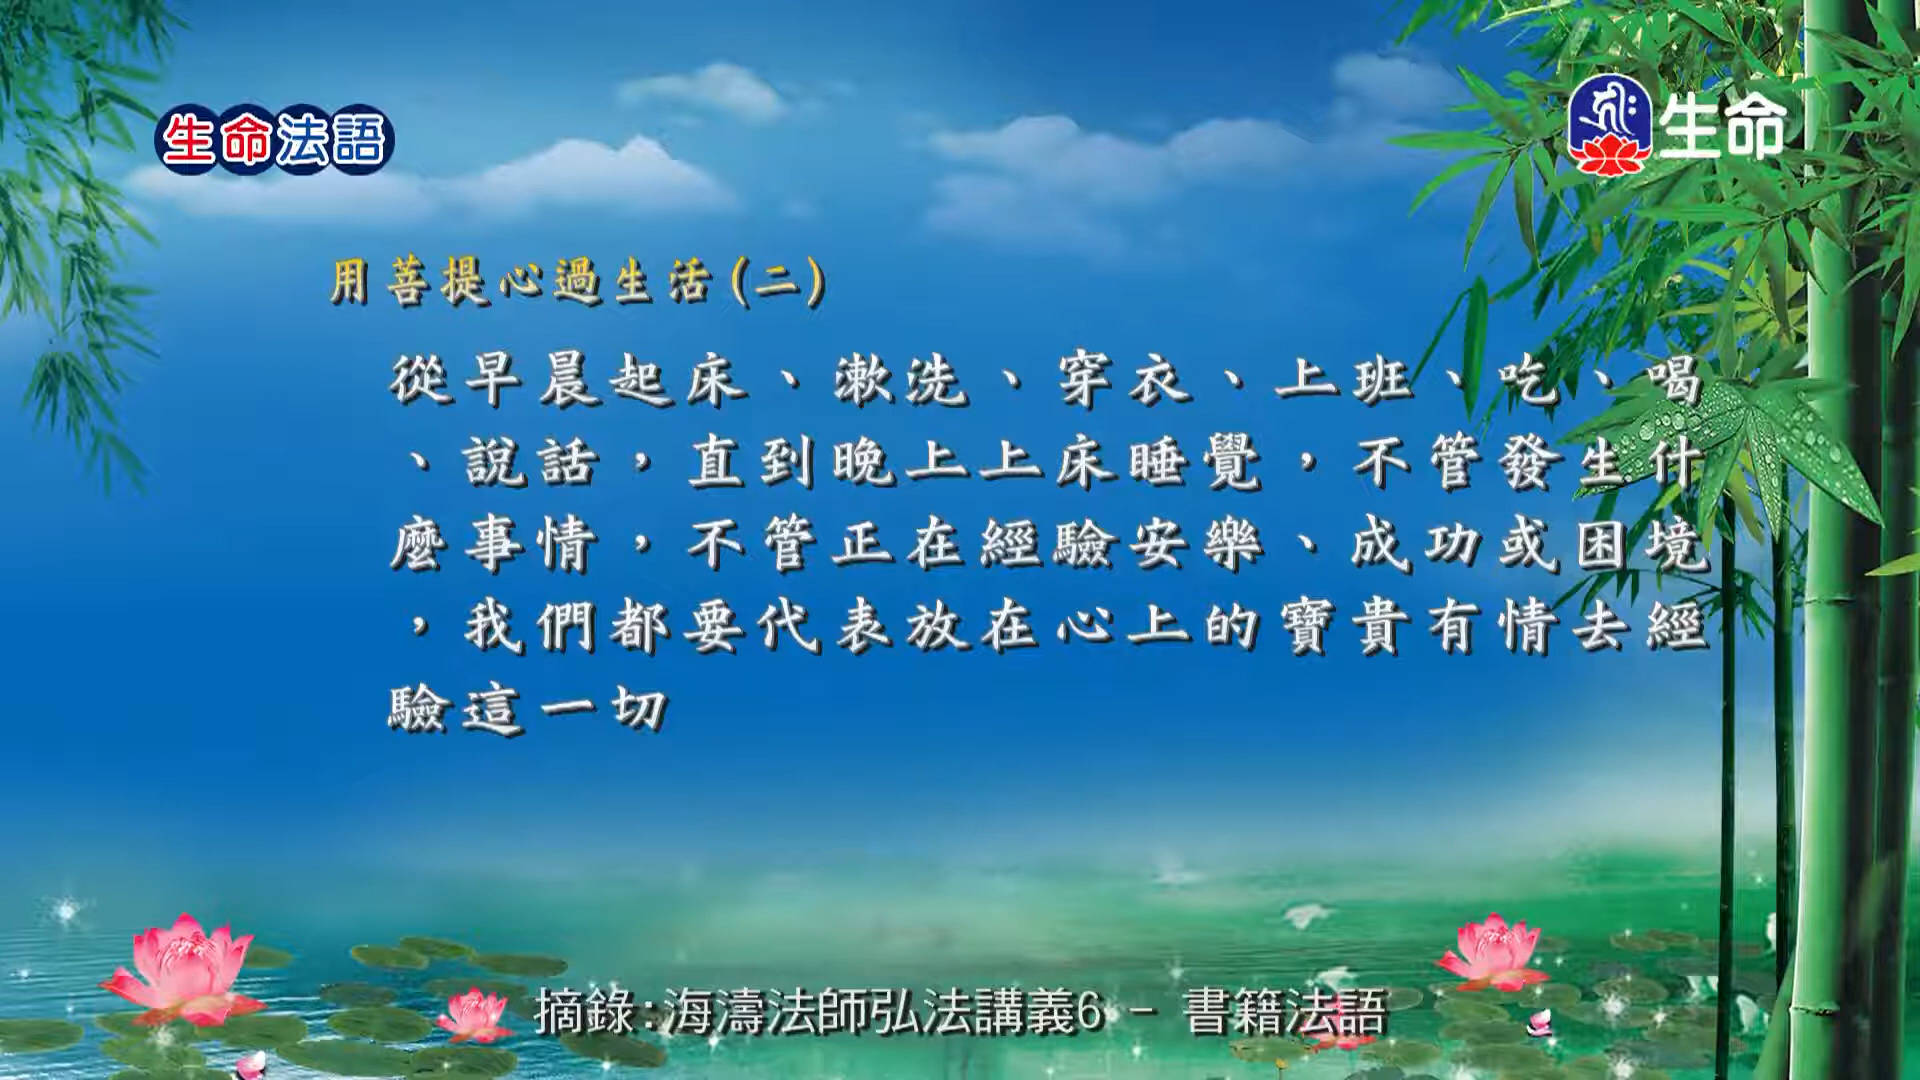 生命法語
生命
用菩提心過生活(二)
從早晨起床、漱洗、穿衣、上班、吃、喝
、說話，直到晚上上床睡覺，不管發生什
麼事情，不管正在經驗安樂、成功或困境
，我們都要代表放在心上的寶貴有情去經
驗這一切
摘錄:海濤法師弘法講義6 - 書籍法語